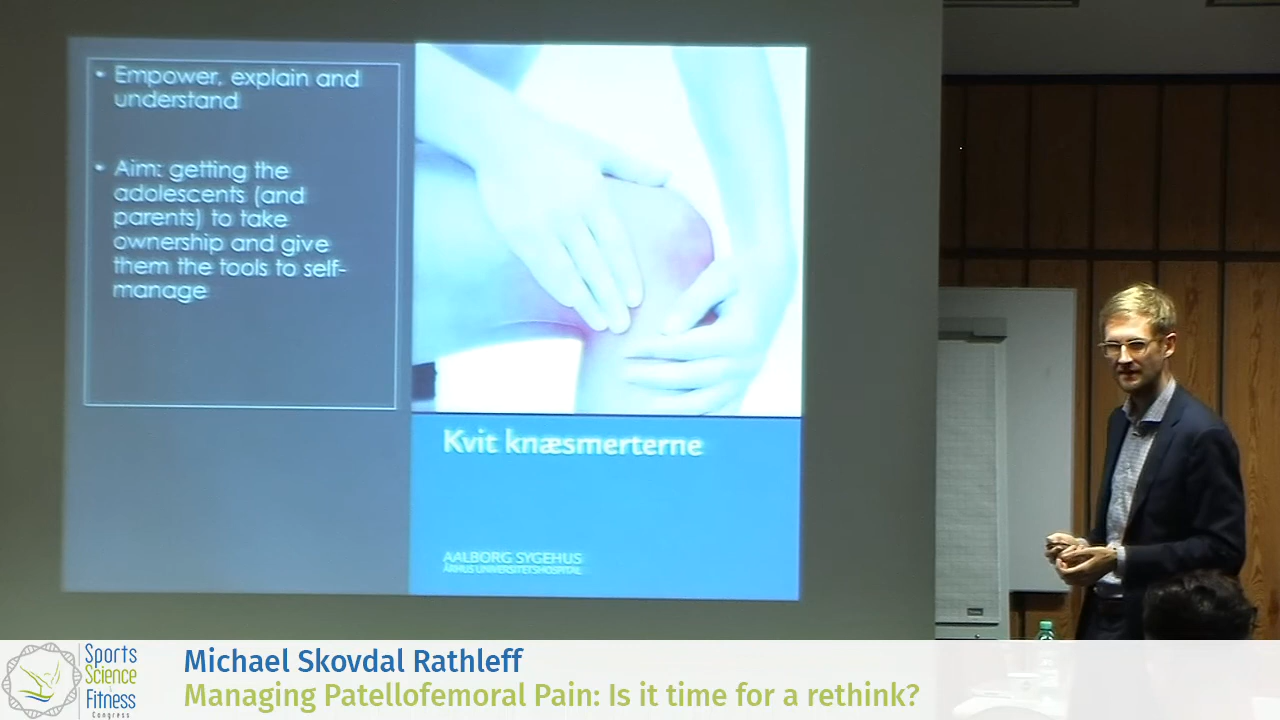 • Empower, explain and
understand
• Aim: getting the
adolescents (and
parents) to take
ownership and give
them the tools to self-
manage
Kvit knæsmerterne
AALBORG SYGEHUS
ÅRHUS UNIVERSITETSHOSPITAL
Sports
Science
Fitness
Congress
Michael Skovdal Rathleff
Managing Patellofemoral Pain: Is it time for a rethink?